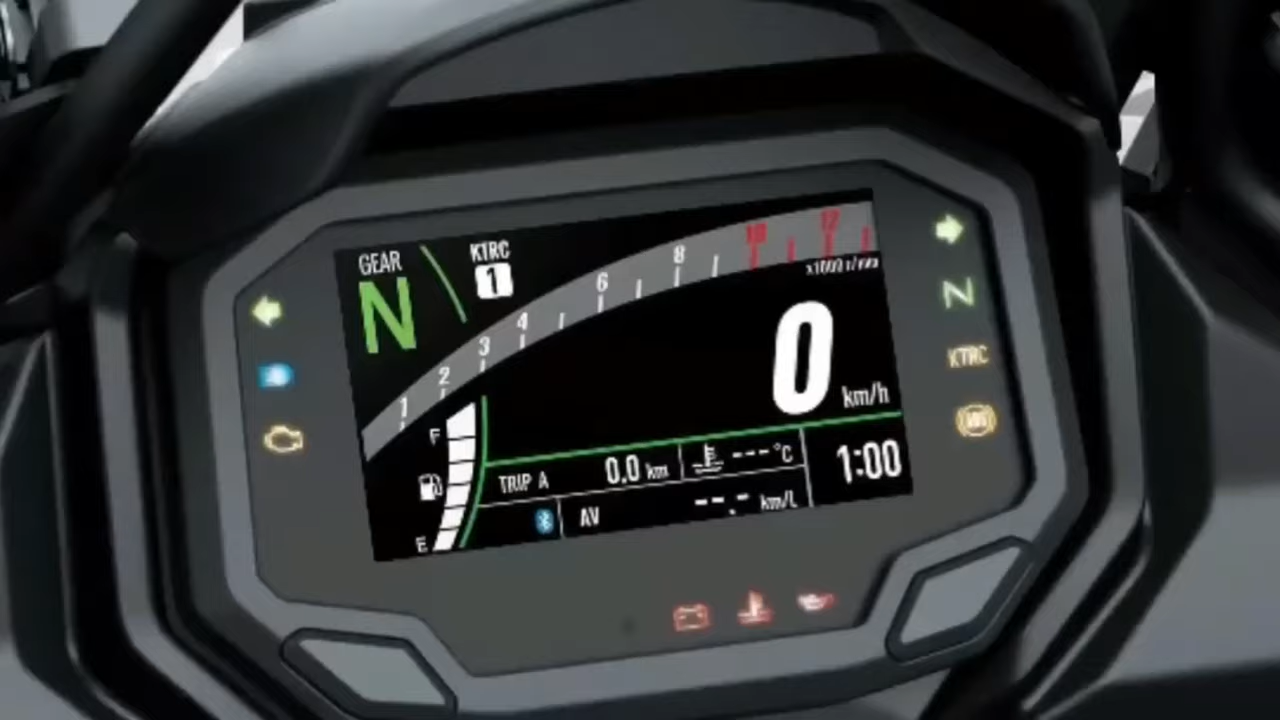 GEAR
N
KTRC
1
1
2
3
4
6
8
10
12
x1000 r/min
0
km/h
N
KTRC
ABS
F
E
TRIP A
0.0 km
--- °C
1:00
AV
--.- km/L